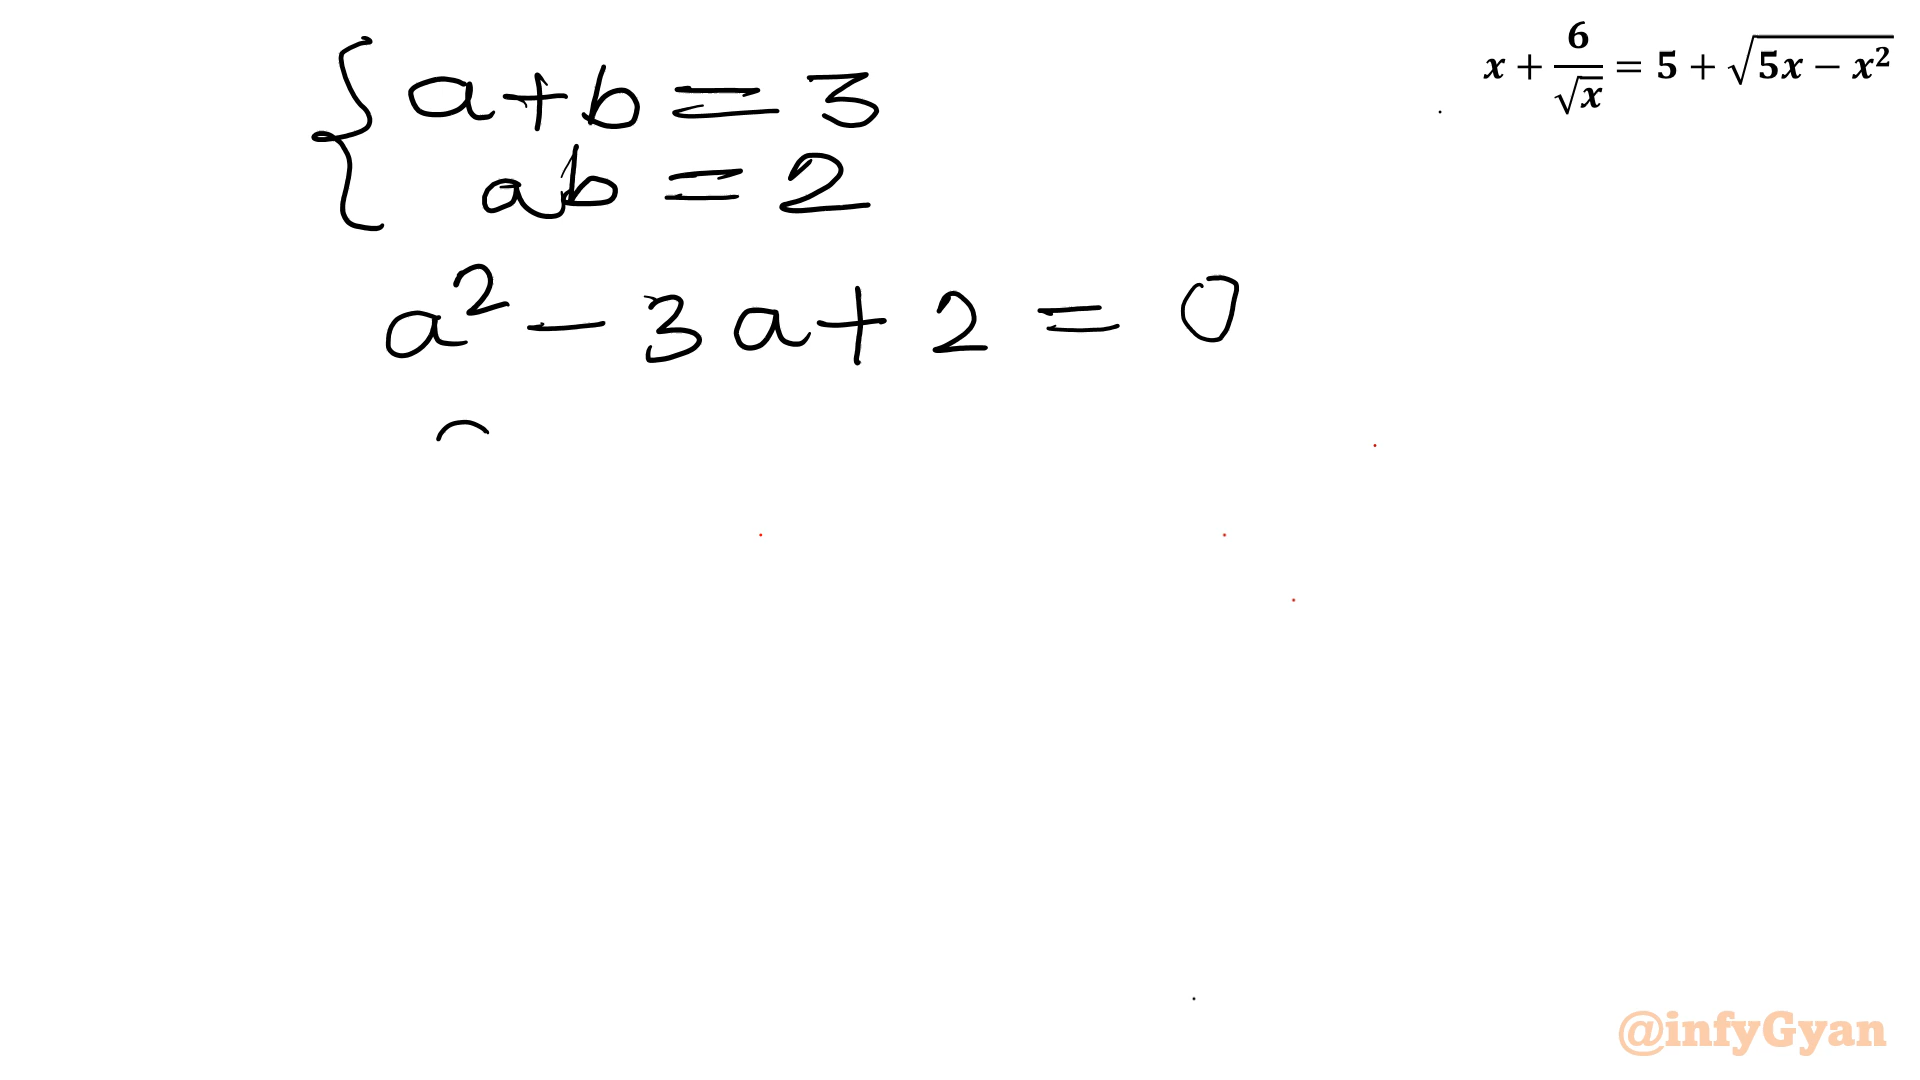 x + 6/√x = 5 + √(5x − x²)
a + b = 3
ab = 2
a² − 3a + 2 = 0
@infyGyan